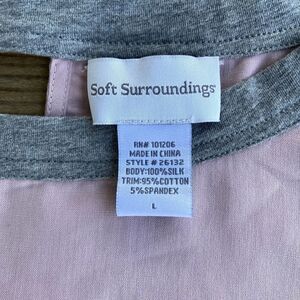 Soft Surroundings
RN# 101206
MADE IN CHINA
STYLE # 26132
BODY:100%SILK
TRIM:95%COTTON
5%SPANDEX
L